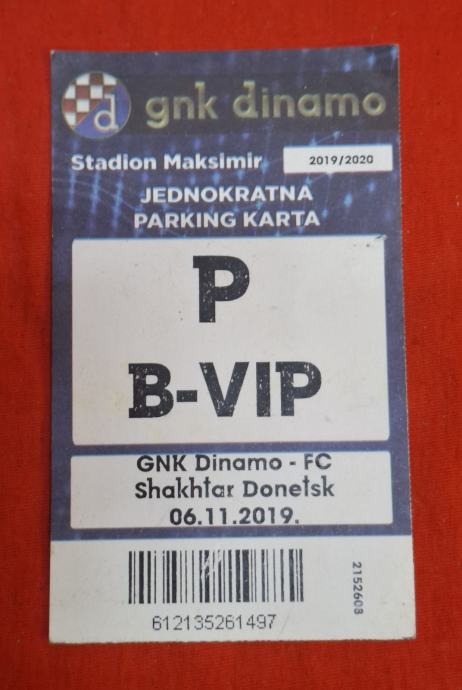 d gnk dinamo
Stadion Maksimir 2019/2020
JEDNOKRATNA
PARKING KARTA
P
B-VIP
GNK Dinamo - FC
Shakhtar Donetsk
06.11.2019.
612135261497
2152603